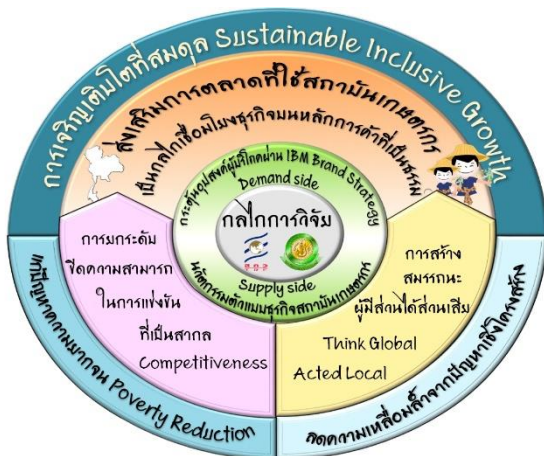 การเจริญเติบโตที่สมดุล Sustainable Inclusive Growth
ส่งเสริมการตลาดที่ใช้สถาบันเกษตรกร
เป็นกลไกเชื่อมโยงธุรกิจบนหลักการค้าที่เป็นธรรม
กระตุ้นอุปสงค์ผู้บริโภคผ่าน IBM Brand Strategy
Demand side
กลไกการวิจัย
Supply side
นวัตกรรมตัวแบบธุรกิจสถาบันเกษตรกร
การยกระดับ
ขีดความสามารถ
ในการแข่งขัน
ที่เป็นสากล
Competitiveness
การสร้าง
สมรรถนะ
ผู้มีส่วนได้ส่วนเสีย
Think Global
Acted Local
แก้ปัญหาความยากจน Poverty Reduction
ลดความเหลื่อมล้ำจากปัญหาเชิงโครงสร้าง